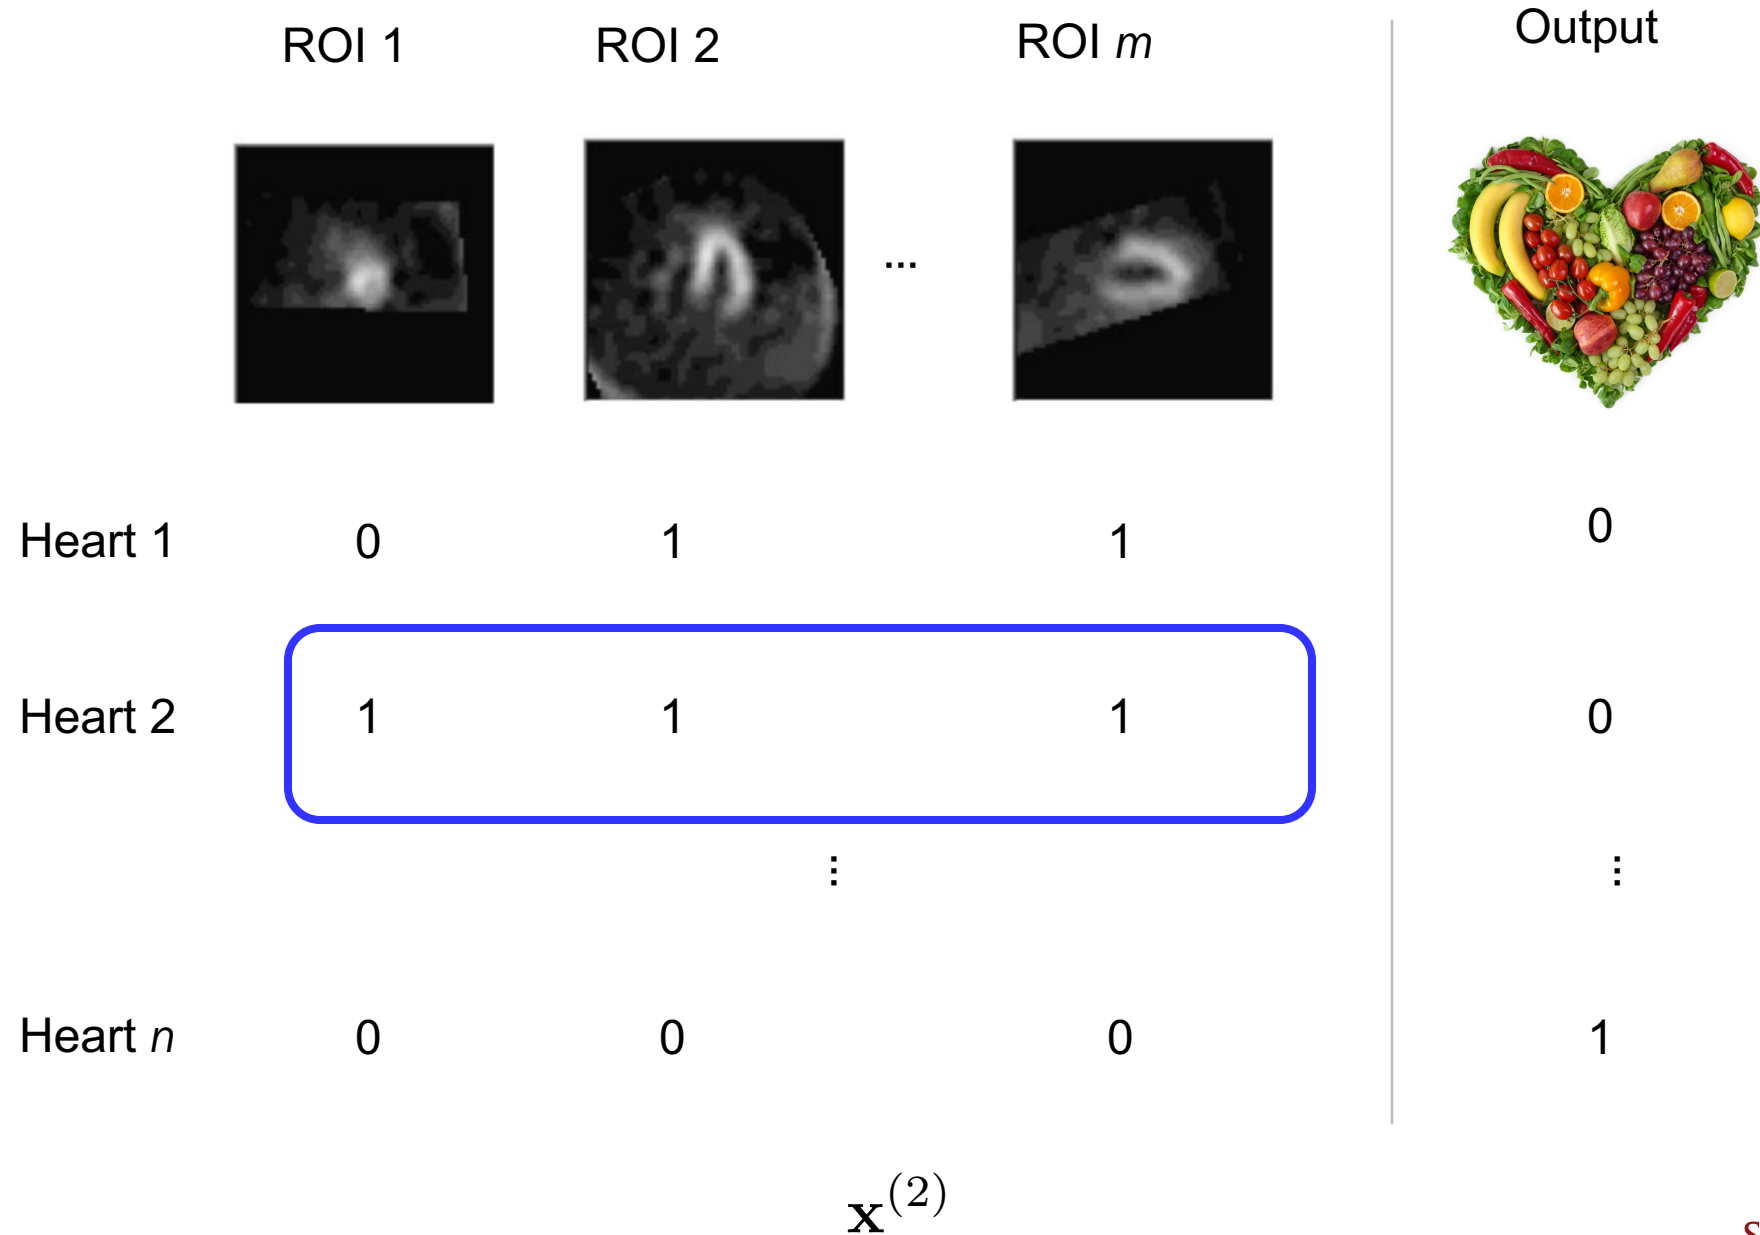 ROI 1 ROI 2 ROI m Output
...
Heart 1 0 1 1 0
Heart 2 1 1 1 0
⋮ ⋮
Heart n 0 0 0 1
x^(2)
S